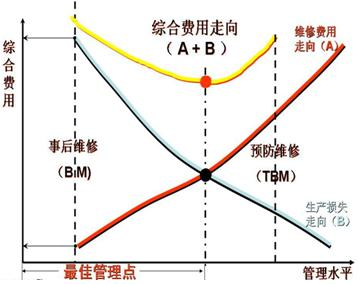 综合费用
综合费用走向
（A + B）
维修费用
走向（A）
事后维修
（BM）
预防维修
（TBM）
生产损失
走向（B）
最佳管理点
管理水平